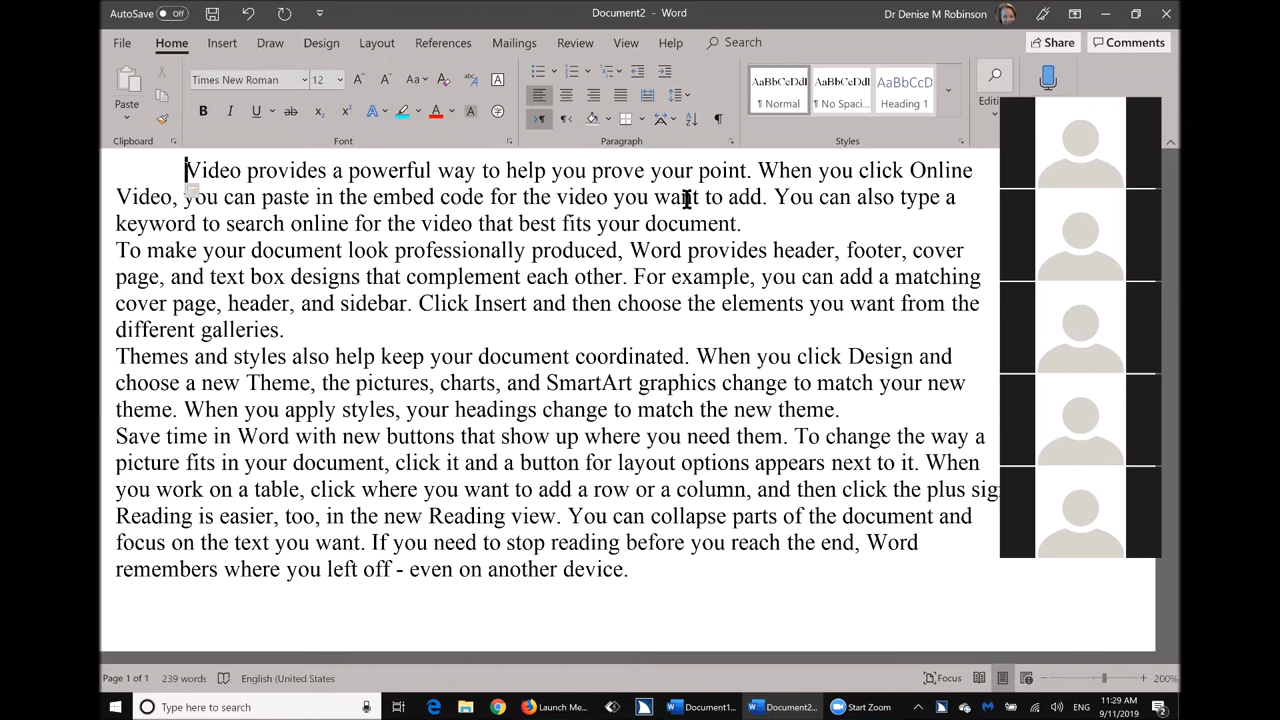 AutoSave Off Document2 - Word Dr Denise M Robinson
File Home Insert Draw Design Layout References Mailings Review View Help Search Share Comments
Times New Roman 12 Aa AaBbCcDdI AaBbCcDdI AaBbCcD
Paste ¶ Normal ¶ No Spaci... Heading 1 Editi
Clipboard Font Paragraph Styles
Video provides a powerful way to help you prove your point. When you click Online
Video, you can paste in the embed code for the video you want to add. You can also type a
keyword to search online for the video that best fits your document.
To make your document look professionally produced, Word provides header, footer, cover
page, and text box designs that complement each other. For example, you can add a matching
cover page, header, and sidebar. Click Insert and then choose the elements you want from the
different galleries.
Themes and styles also help keep your document coordinated. When you click Design and
choose a new Theme, the pictures, charts, and SmartArt graphics change to match your new
theme. When you apply styles, your headings change to match the new theme.
Save time in Word with new buttons that show up where you need them. To change the way a
picture fits in your document, click it and a button for layout options appears next to it. When
you work on a table, click where you want to add a row or a column, and then click the plus sig
Reading is easier, too, in the new Reading view. You can collapse parts of the document and
focus on the text you want. If you need to stop reading before you reach the end, Word
remembers where you left off - even on another device.
Page 1 of 1 239 words English (United States Focus 200%
Type here to search Launch Me... Document1... Document2... Start Zoom 11:29 AM
9/11/2019